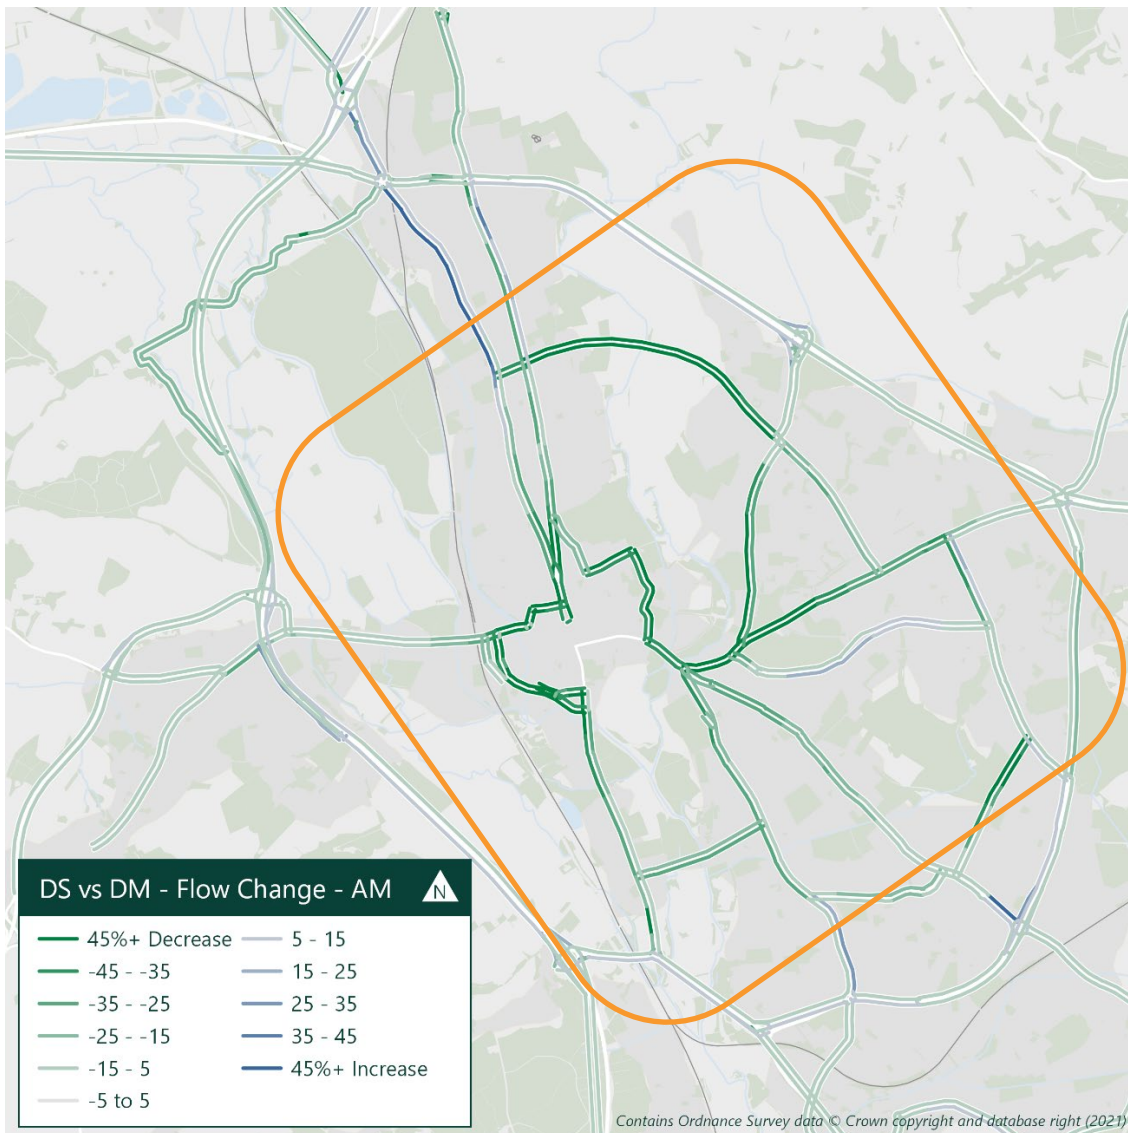 DS vs DM - Flow Change - AM
N
45%+ Decrease
-45 - -35
-35 - -25
-25 - -15
-15 - 5
-5 to 5
5 - 15
15 - 25
25 - 35
35 - 45
45%+ Increase
Contains Ordnance Survey data © Crown copyright and database right (2021)